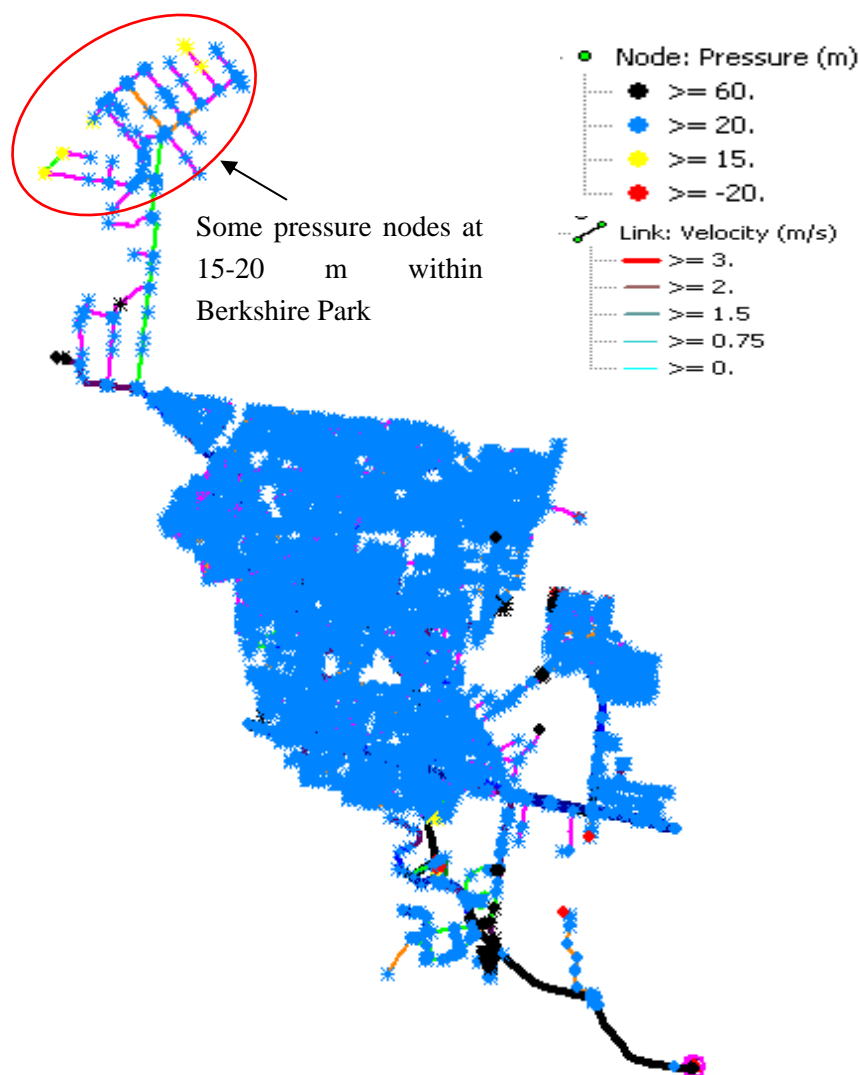 Node: Pressure (m)
>= 60.
>= 20.
>= 15.
>= -20.
Link: Velocity (m/s)
>= 3.
>= 2.
>= 1.5
>= 0.75
>= 0.
Some pressure nodes at
15-20 m within
Berkshire Park